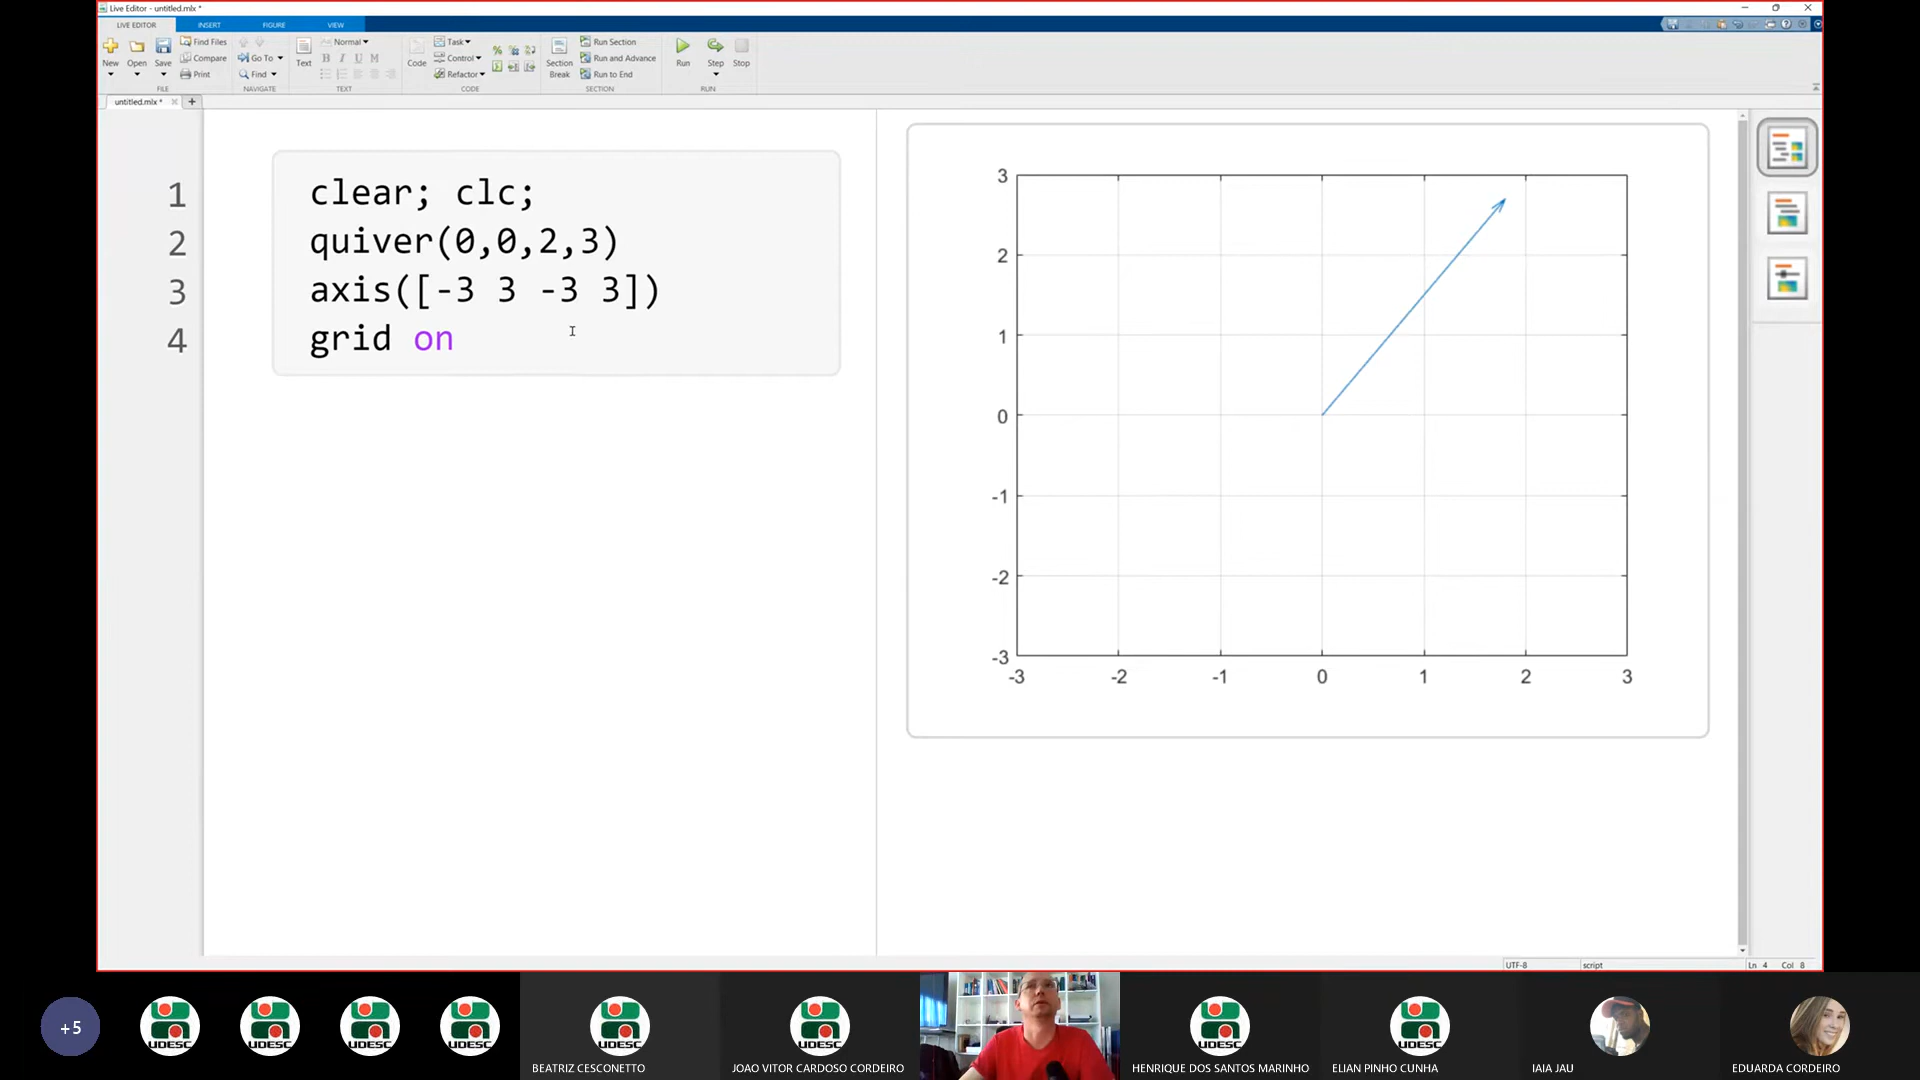 Live Editor - untitled.mlx *
LIVE EDITOR INSERT FIGURE VIEW
New Open Save
Find Files
Compare
Print
Go To
Find
Text
Normal
B I U M
Code
Task
Control
Refactor
Section Break
Run Section
Run and Advance
Run to End
Run Step Stop
FILE NAVIGATE TEXT CODE SECTION RUN
untitled.mlx *
1 clear; clc;
2 quiver(0,0,2,3)
3 axis([-3 3 -3 3])
4 grid on
3
2
1
0
-1
-2
-3
-3 -2 -1 0 1 2 3
UTF-8 script Ln 4 Col 8
+5
UDESC UDESC UDESC UDESC UDESC UDESC UDESC UDESC
BEATRIZ CESCONETTO JOAO VITOR CARDOSO CORDEIRO HENRIQUE DOS SANTOS MARINHO ELIAN PINHO CUNHA IAIA JAU EDUARDA CORDEIRO